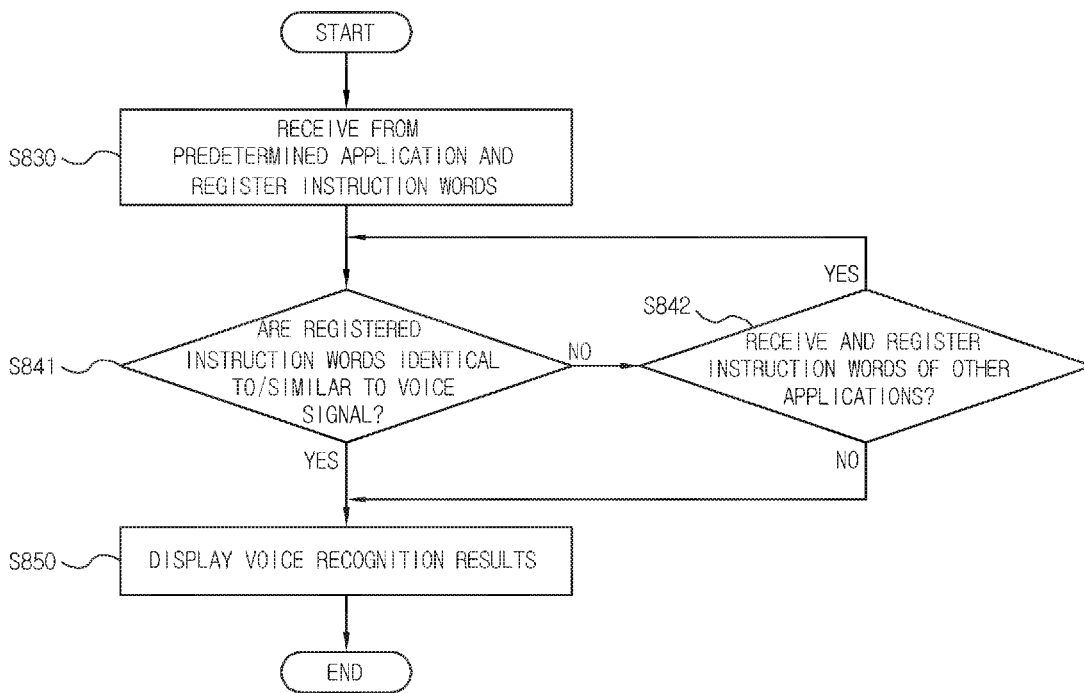 START
S830
RECEIVE FROM
PREDETERMINED APPLICATION AND
REGISTER INSTRUCTION WORDS
YES
S842
RECEIVE AND REGISTER
INSTRUCTION WORDS OF OTHER
APPLICATIONS?
S841
ARE REGISTERED
INSTRUCTION WORDS IDENTICAL
TO/SIMILAR TO VOICE
SIGNAL?
NO
YES
NO
S850
DISPLAY VOICE RECOGNITION RESULTS
END